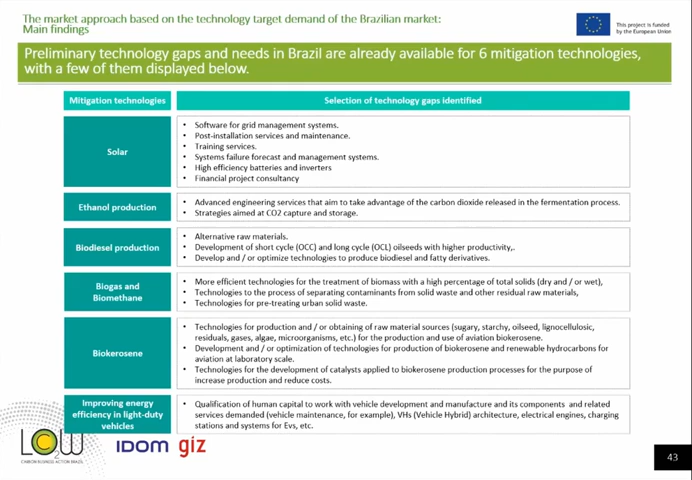 The market approach based on the technology target demand of the Brazilian market:
Main findings
This project is funded
by the European Union
Preliminary technology gaps and needs in Brazil are already available for 6 mitigation technologies,
with a few of them displayed below.
Mitigation technologies
Selection of technology gaps identified
Solar
• Software for grid management systems.
• Post-installation services and maintenance.
• Training services.
• Systems failure forecast and management systems.
• High efficiency batteries and inverters
• Financial project consultancy
Ethanol production
• Advanced engineering services that aim to take advantage of the carbon dioxide released in the fermentation process.
• Strategies aimed at CO2 capture and storage.
Biodiesel production
• Alternative raw materials.
• Development of short cycle (OCC) and long cycle (OCL) oilseeds with higher productivity,.
• Develop and / or optimize technologies to produce biodiesel and fatty derivatives.
Biogas and
Biomethane
• More efficient technologies for the treatment of biomass with a high percentage of total solids (dry and / or wet),
• Technologies to the process of separating contaminants from solid waste and other residual raw materials,
• Technologies for pre-treating urban solid waste.
Biokerosene
• Technologies for production and / or obtaining of raw material sources (sugary, starchy, oilseed, lignocellulosic,
residuals, gases, algae, microorganisms, etc.) for the production and use of aviation biokerosene.
• Development and / or optimization of technologies for production of biokerosene and renewable hydrocarbons for
aviation at laboratory scale.
• Technologies for the development of catalysts applied to biokerosene production processes for the purpose of
increase production and reduce costs.
Improving energy
efficiency in light-duty
vehicles
• Qualification of human capital to work with vehicle development and manufacture and its components and related
services demanded (vehicle maintenance, for example), VHs (Vehicle Hybrid) architecture, electrical engines, charging
stations and systems for Evs, etc.
LOW
CARBON BUSINESS ACTION BRAZIL
IDOM
giz
43